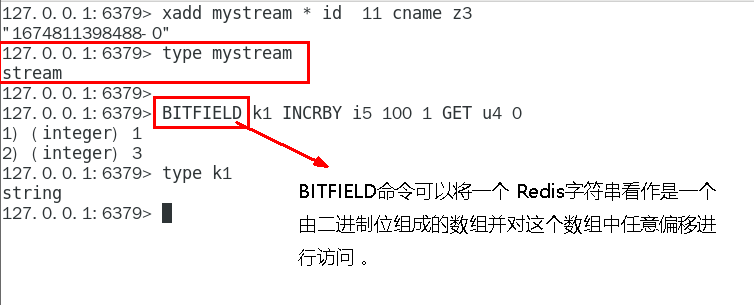 127.0.0.1:6379> xadd mystream * id  11 cname z3
"1674811398488-0"
127.0.0.1:6379> type mystream
stream
127.0.0.1:6379>
127.0.0.1:6379> BITFIELD k1 INCRBY i5 100 1 GET u4 0
1) (integer) 1
2) (integer) 3
127.0.0.1:6379> type k1
string
127.0.0.1:6379>
BITFIELD命令可以将一个 Redis字符串看作是一个
由二进制位组成的数组并对这个数组中任意偏移进
行访问 。